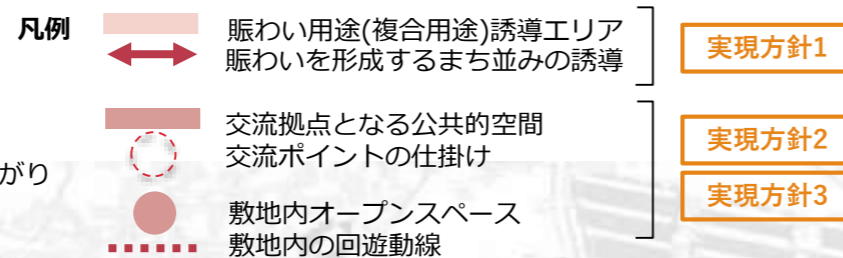 凡例
賑わい用途(複合用途)誘導エリア
賑わいを形成するまち並みの誘導
実現方針1
交流拠点となる公共的空間
交流ポイントの仕掛け
がり
敷地内オープンスペース
敷地内の回遊動線
実現方針2
実現方針3